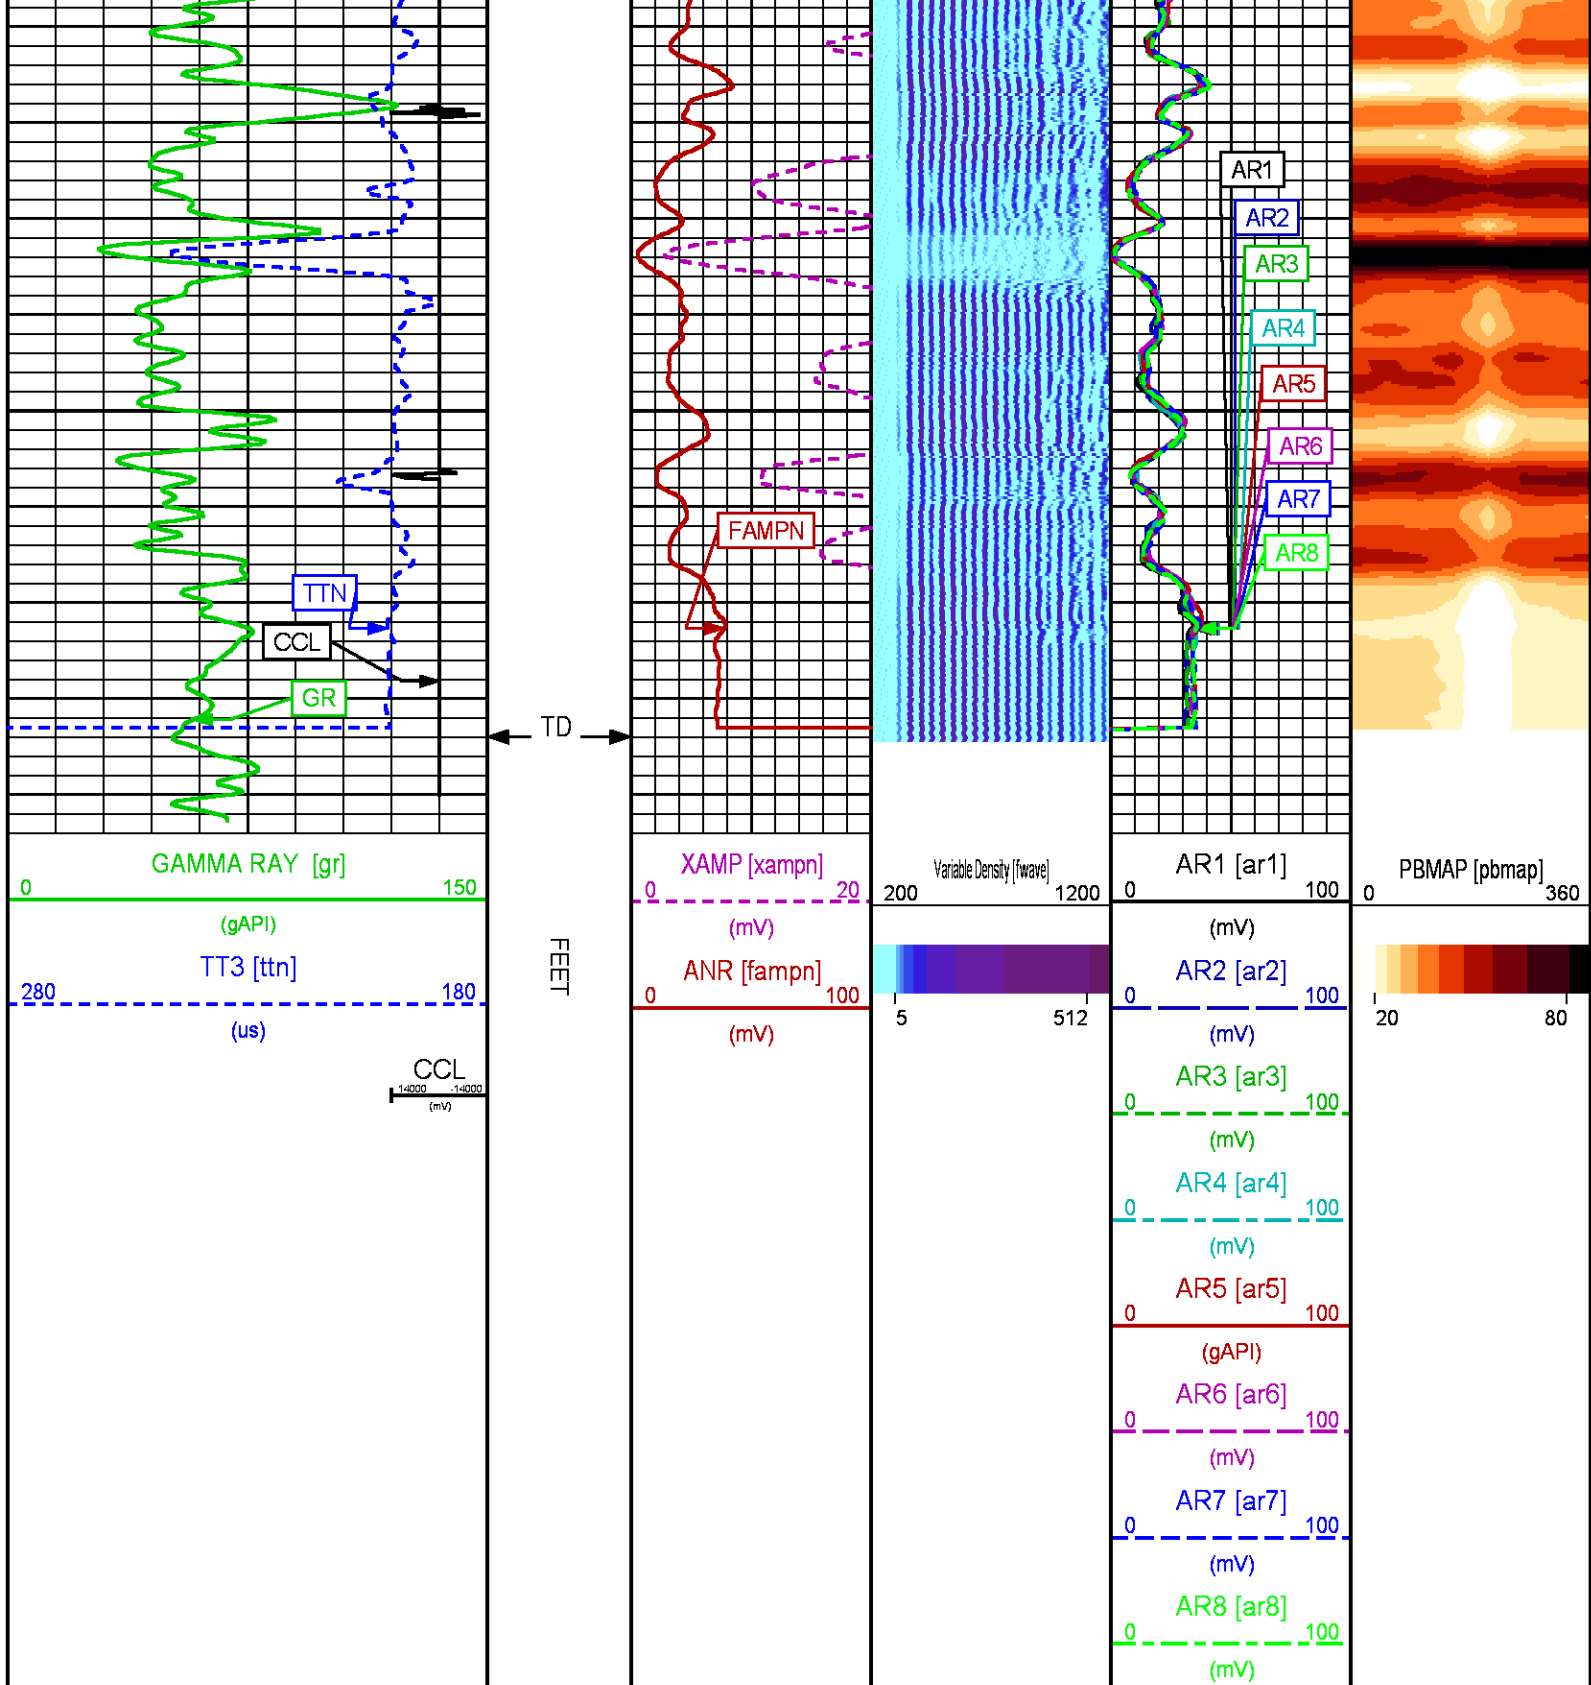 AR1
AR2
AR3
AR4
AR5
AR6
AR7
AR8
FAMPN
TTN
CCL
GR
TD
GAMMA RAY [gr]
0 150
(gAPI)
TT3 [ttn]
280 180
(us)
CCL
14000 -14000
(mV)
FEET
XAMP [xampn]
0 20
(mV)
ANR [fampn]
0 100
(mV)
Variable Density [fwave]
200 1200
5 512
AR1 [ar1]
0 100
(mV)
AR2 [ar2]
0 100
(mV)
AR3 [ar3]
0 100
(mV)
AR4 [ar4]
0 100
(mV)
AR5 [ar5]
0 100
(gAPI)
AR6 [ar6]
0 100
(mV)
AR7 [ar7]
0 100
(mV)
AR8 [ar8]
0 100
(mV)
PBMAP [pbmap]
0 360
20 80